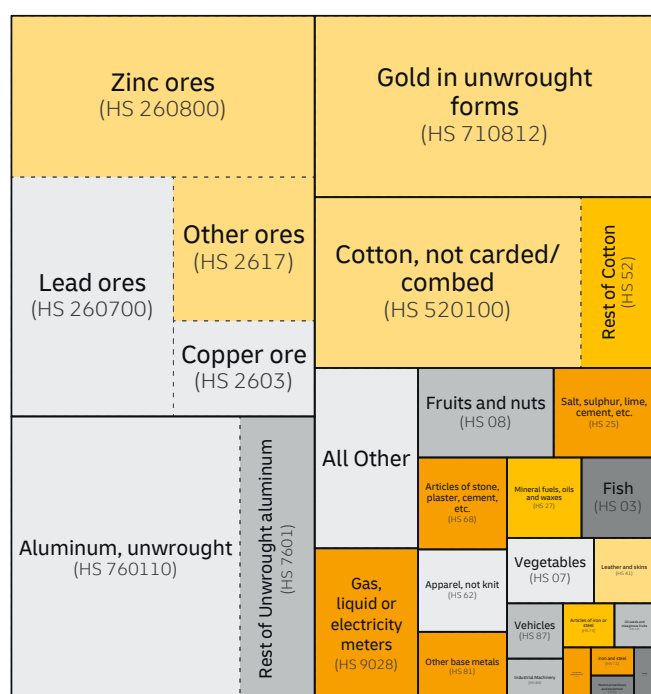 Zinc ores
(HS 260800)
Gold in unwrought
forms
(HS 710812)
Lead ores
(HS 260700)
Other ores
(HS 2617)
Copper ore
(HS 2603)
Cotton, not carded/
combed
(HS 520100)
Rest of Cotton
(HS 52)
Aluminum, unwrought
(HS 760110)
Rest of Unwrought aluminum
(HS 7601)
All Other
Fruits and nuts
(HS 08)
Salt, sulphur, lime,
cement, etc.
(HS 25)
Articles of stone,
plaster, cement,
etc.
(HS 68)
Mineral fuels, oils
and waxes
(HS 27)
Fish
(HS 03)
Gas,
liquid or
electricity
meters
(HS 9028)
Apparel, not knit
(HS 62)
Vegetables
(HS 07)
Leather and skins
(HS 41)
Other base metals
(HS 81)
Vehicles
(HS 87)
Articles of iron or
steel
(HS 73)
Industrial Machinery
Iron and steel